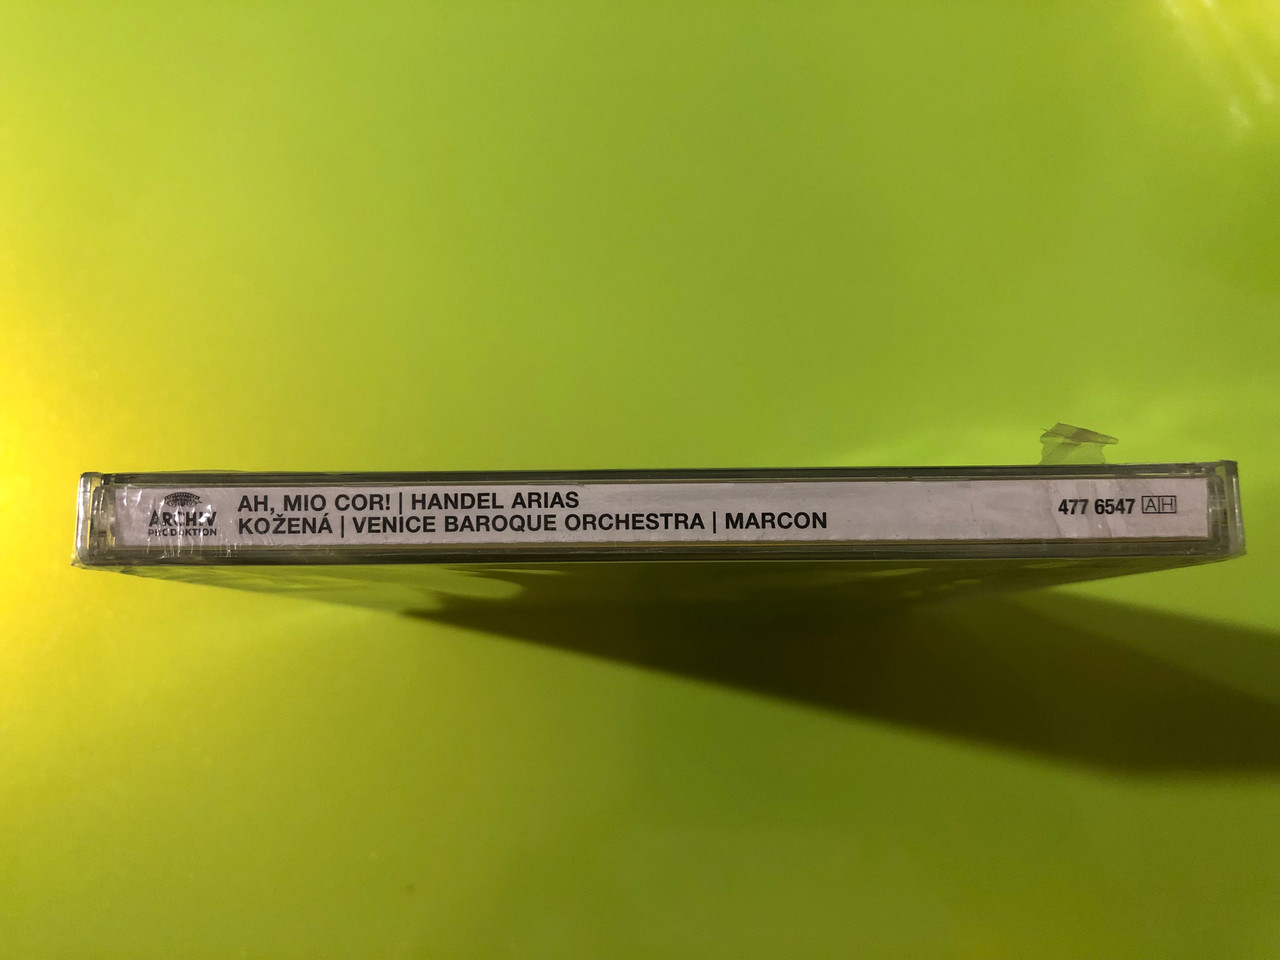 ARCHIV
PRODUKTION
AH, MIO COR! | HANDEL ARIAS
KOŽENÁ | VENICE BAROQUE ORCHESTRA | MARCON
477 6547 AH